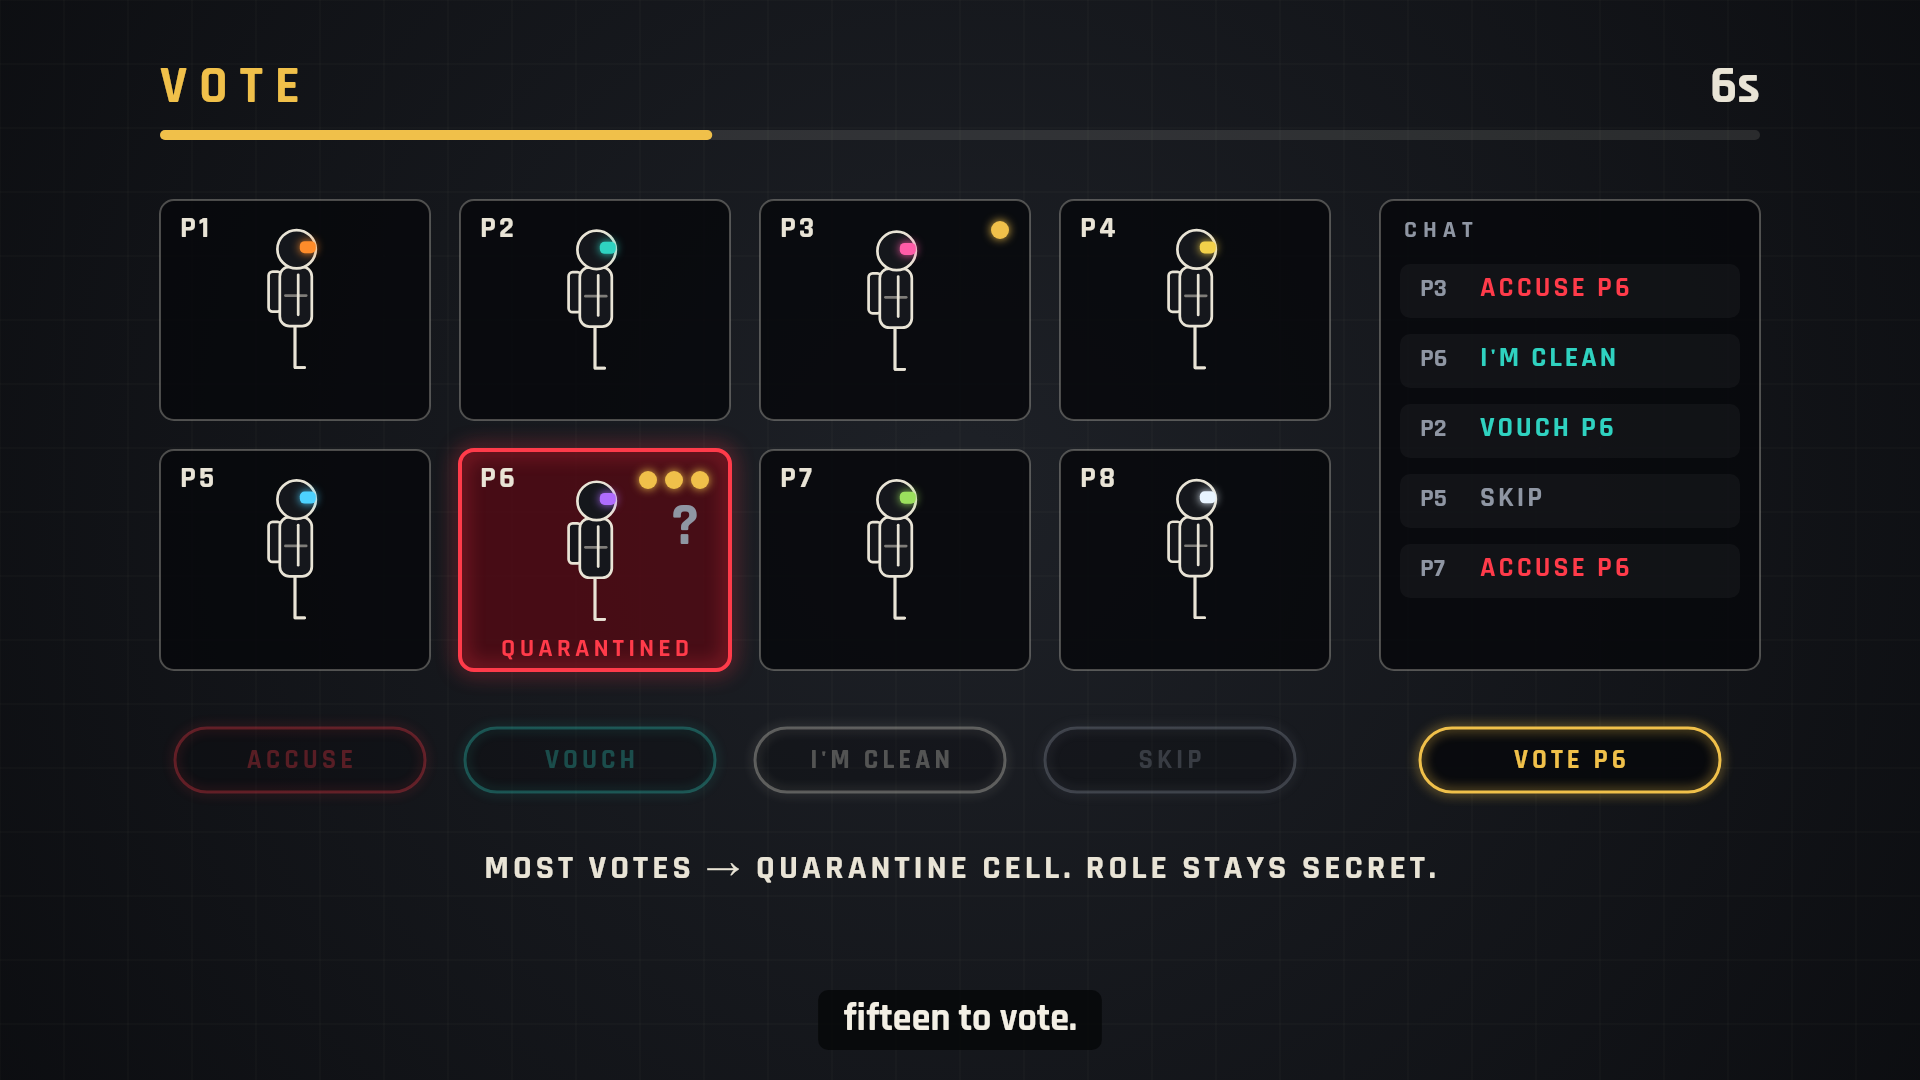 VOTE
6s
P1
P2
P3
P4
P5
P6
?
QUARANTINED
P7
P8
CHAT
P3 ACCUSE P6
P6 I'M CLEAN
P2 VOUCH P6
P5 SKIP
P7 ACCUSE P6
ACCUSE
VOUCH
I'M CLEAN
SKIP
VOTE P6
MOST VOTES → QUARANTINE CELL. ROLE STAYS SECRET.
fifteen to vote.